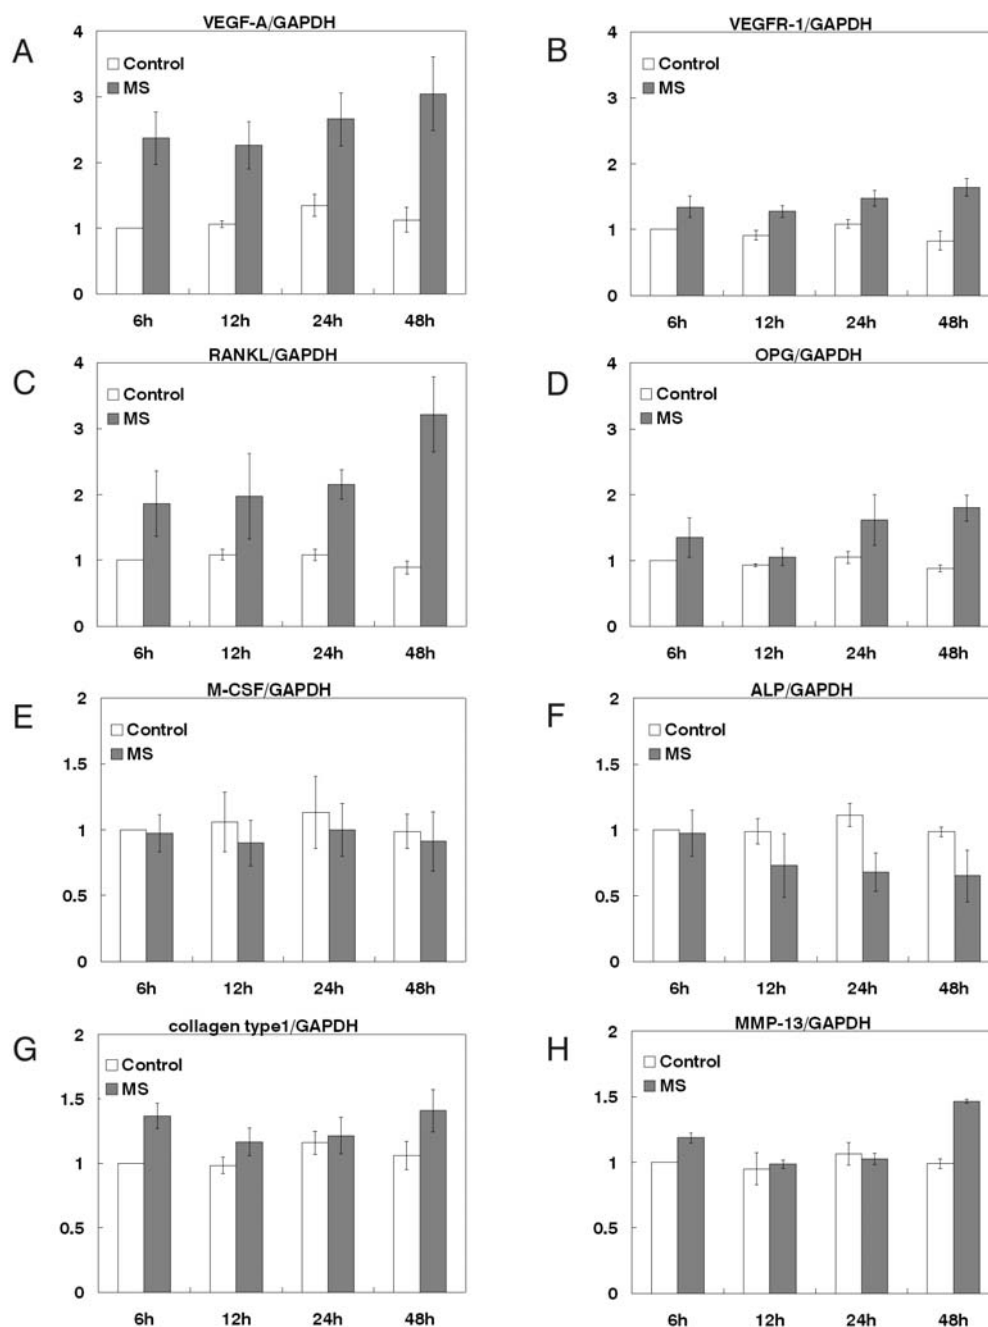 A
VEGF-A/GAPDH
4
3
2
1
0
Control
MS
6h 12h 24h 48h
B
VEGFR-1/GAPDH
4
3
2
1
0
Control
MS
6h 12h 24h 48h
C
RANKL/GAPDH
4
3
2
1
0
Control
MS
6h 12h 24h 48h
D
OPG/GAPDH
4
3
2
1
0
Control
MS
6h 12h 24h 48h
E
M-CSF/GAPDH
2
1.5
1
0.5
0
Control
MS
6h 12h 24h 48h
F
ALP/GAPDH
2
1.5
1
0.5
0
Control
MS
6h 12h 24h 48h
G
collagen type1/GAPDH
2
1.5
1
0.5
0
Control
MS
6h 12h 24h 48h
H
MMP-13/GAPDH
2
1.5
1
0.5
0
Control
MS
6h 12h 24h 48h